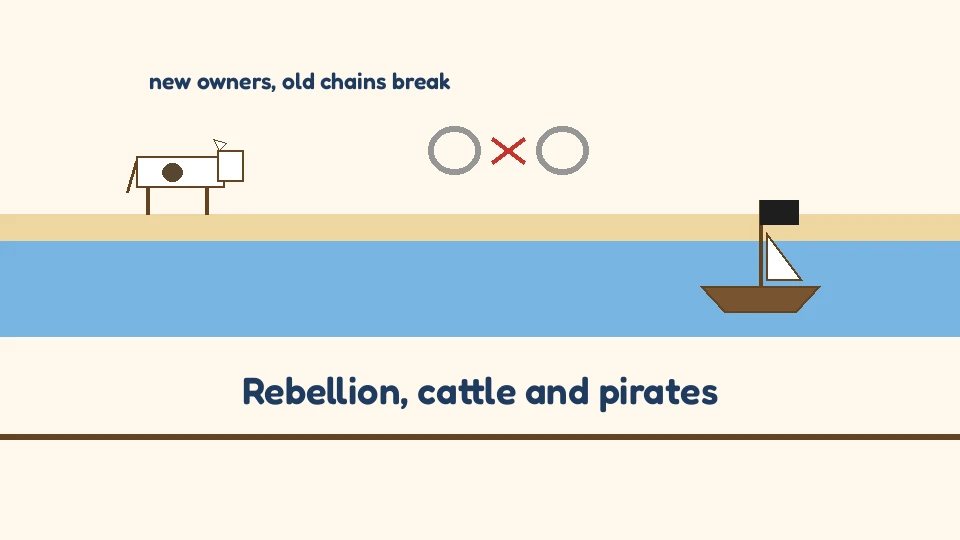 new owners, old chains break
Rebellion, cattle and pirates